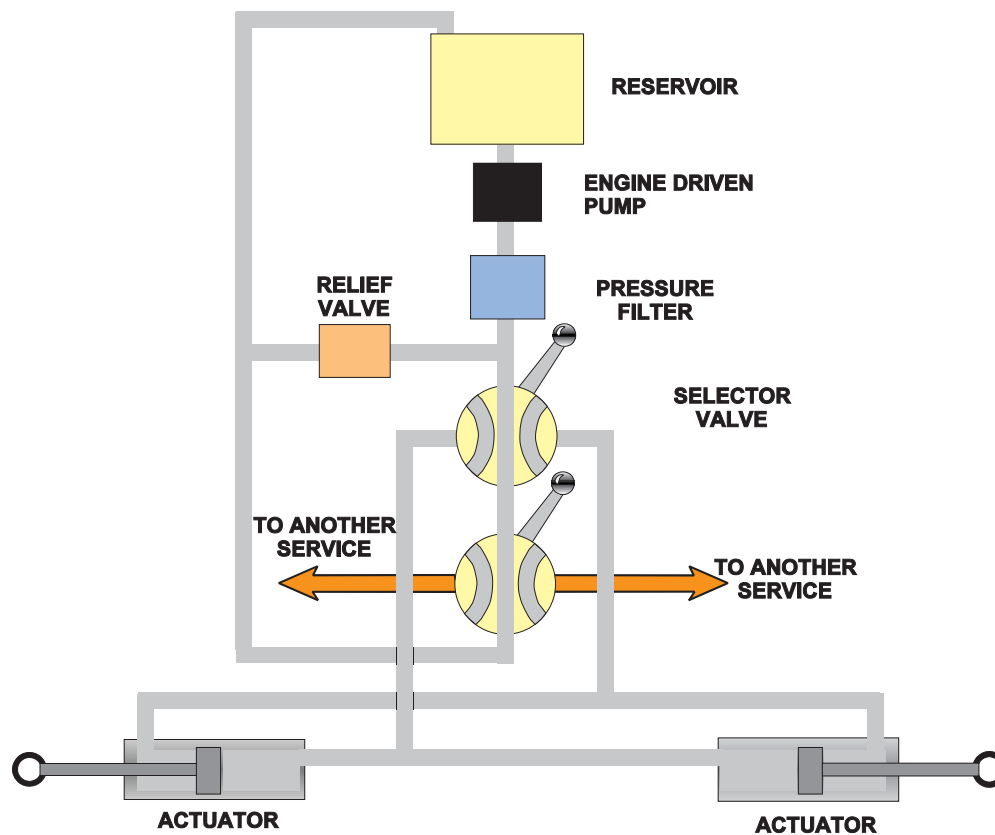 RESERVOIR
ENGINE DRIVEN
PUMP
RELIEF
VALVE
PRESSURE
FILTER
SELECTOR
VALVE
TO ANOTHER
SERVICE
TO ANOTHER
SERVICE
ACTUATOR
ACTUATOR